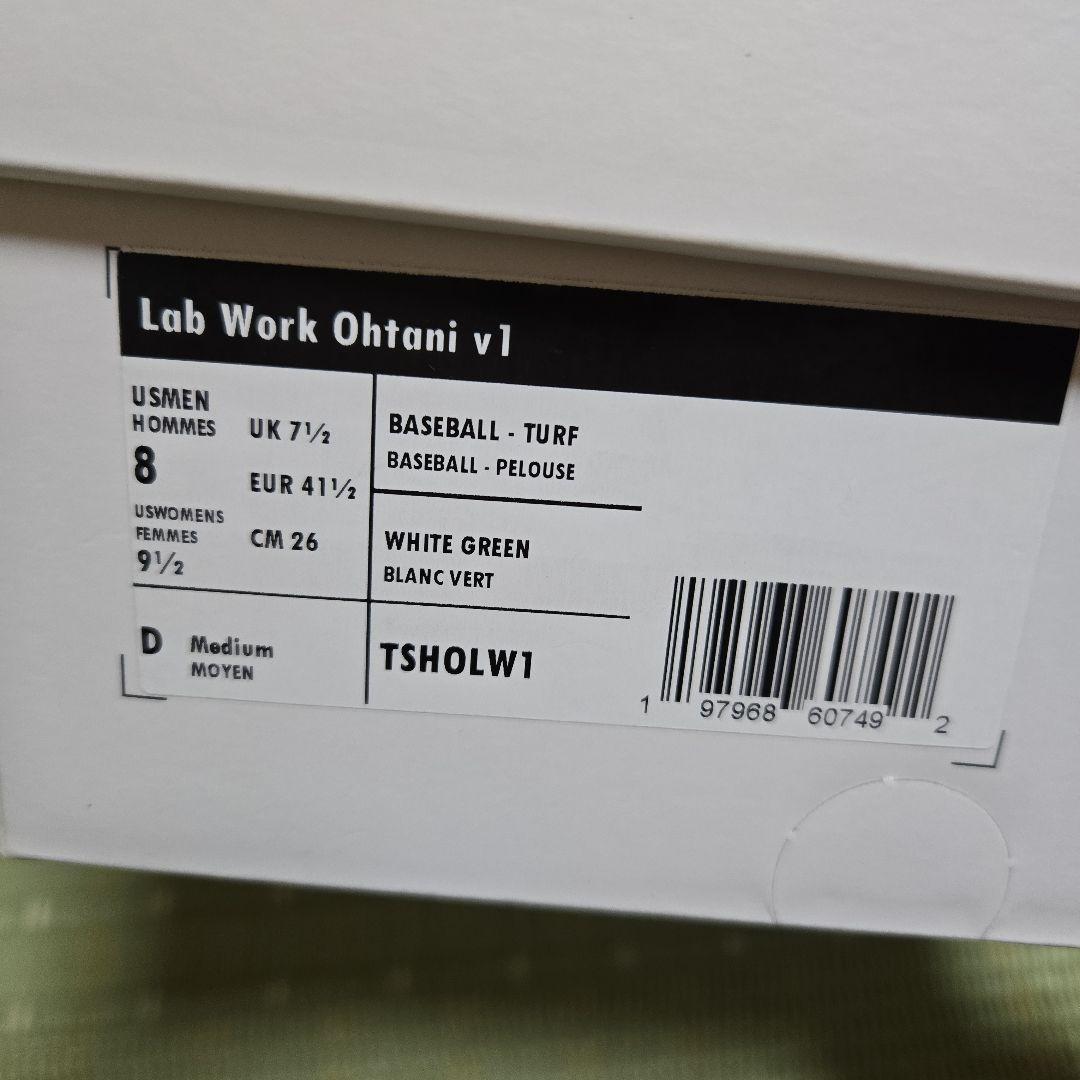 Lab Work Ohtani v1
USMEN
HOMMES
8
USWOMENS
FEMMES
9½
UK 7½
EUR 41½
CM 26
BASEBALL - TURF
BASEBALL - PELOUSE
WHITE GREEN
BLANC VERT
D Medium
MOYEN
TSHOLW1
1 97968 60749 2